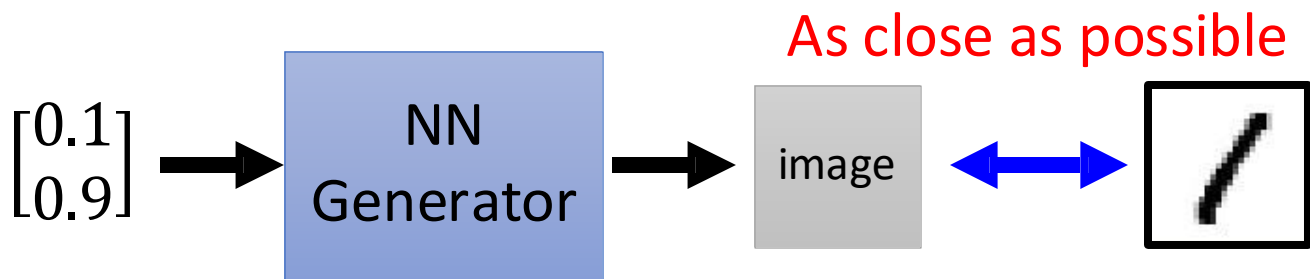 As close as possible
[0.1
0.9]
NN
Generator
image